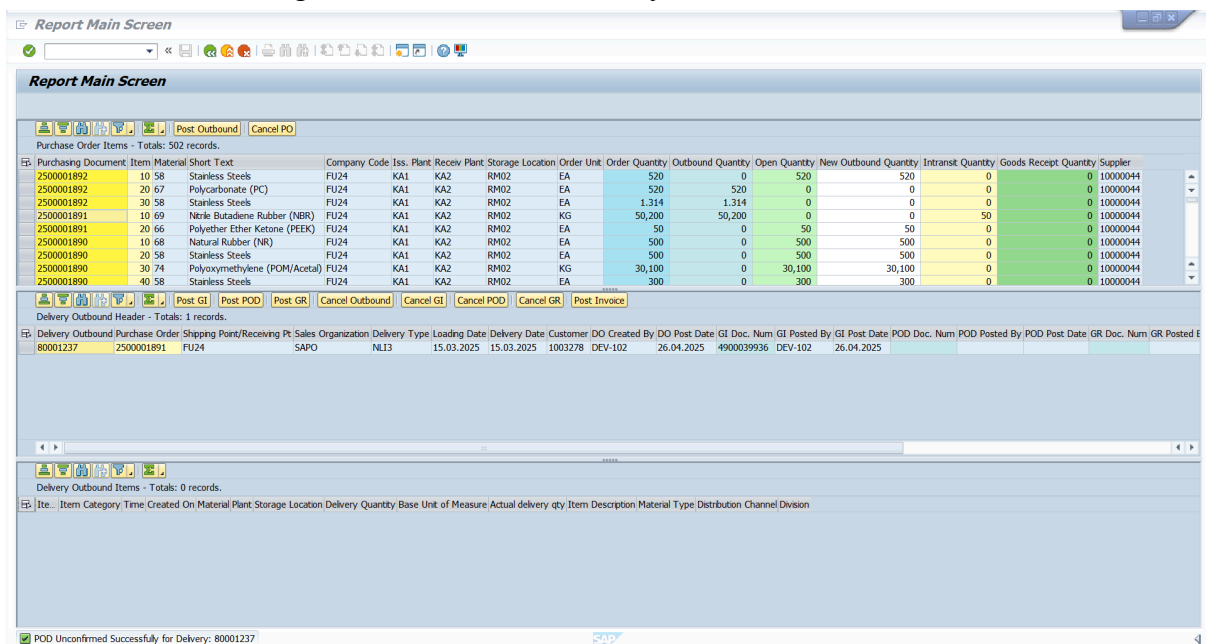 Report Main Screen
Report Main Screen
Post Outbound Cancel PO
Purchase Order Items - Totals: 502 records.
Purchasing Document Item Material Short Text Company Code Iss. Plant Receiv Plant Storage Location Order Unit Order Quantity Outbound Quantity Open Quantity New Outbound Quantity Intransit Quantity Goods Receipt Quantity Supplier
2500001892 10 58 Stainless Steels FU24 KA1 KA2 RM02 EA 520 0 520 520 0 0 10000044
2500001892 20 67 Polycarbonate (PC) FU24 KA1 KA2 RM02 EA 520 520 0 0 0 0 10000044
2500001892 30 58 Stainless Steels FU24 KA1 KA2 RM02 EA 1.314 1.314 0 0 0 0 10000044
2500001891 10 69 Nitrile Butadiene Rubber (NBR) FU24 KA1 KA2 RM02 KG 50,200 50,200 0 0 50 0 10000044
2500001891 20 66 Polyether Ether Ketone (PEEK) FU24 KA1 KA2 RM02 EA 50 0 50 50 0 0 10000044
2500001890 10 68 Natural Rubber (NR) FU24 KA1 KA2 RM02 EA 500 0 500 500 0 0 10000044
2500001890 20 58 Stainless Steels FU24 KA1 KA2 RM02 EA 500 0 500 500 0 0 10000044
2500001890 30 74 Polyoxymethylene (POM/Acetal) FU24 KA1 KA2 RM02 KG 30,100 0 30,100 30,100 0 0 10000044
2500001890 40 58 Stainless Steels FU24 KA1 KA2 RM02 EA 300 0 300 300 0 0 10000044
Post GI Post POD Post GR Cancel Outbound Cancel GI Cancel POD Cancel GR Post Invoice
Delivery Outbound Header - Totals: 1 records.
Delivery Outbound Purchase Order Shipping Point/Receiving Pt Sales Organization Delivery Type Loading Date Delivery Date Customer DO Created By DO Post Date GI Doc. Num GI Posted By GI Post Date POD Doc. Num POD Posted By POD Post Date GR Doc. Num GR Posted
80001237 2500001891 FU24 SAPO NLI3 15.03.2025 15.03.2025 1003278 DEV-102 26.04.2025 4900039936 DEV-102 26.04.2025
Delivery Outbound Items - Totals: 0 records.
Ite... Item Category Time Created On Material Plant Storage Location Delivery Quantity Base Unit of Measure Actual delivery qty Item Description Material Type Distribution Channel Division
POD Unconfirmed Successfully for Delivery: 80001237
SAP